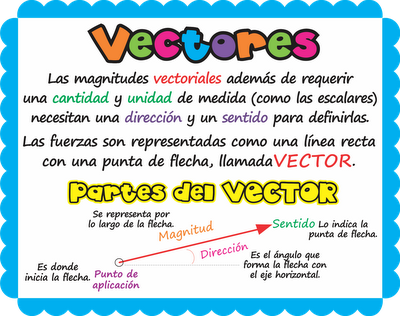 Vectores
Las magnitudes vectoriales además de requerir
una cantidad y unidad de medida (como las escalares)
necesitan una dirección y un sentido para definirlas.
Las fuerzas son representadas como una línea recta
con una punta de flecha, llamada VECTOR.
Partes del VECTOR
Se representa por
lo largo de la flecha.
Magnitud
Sentido
Lo indica la
punta de flecha.
Dirección
Es el ángulo que
forma la flecha con
el eje horizontal.
Es donde
inicia la flecha.
Punto de
aplicación